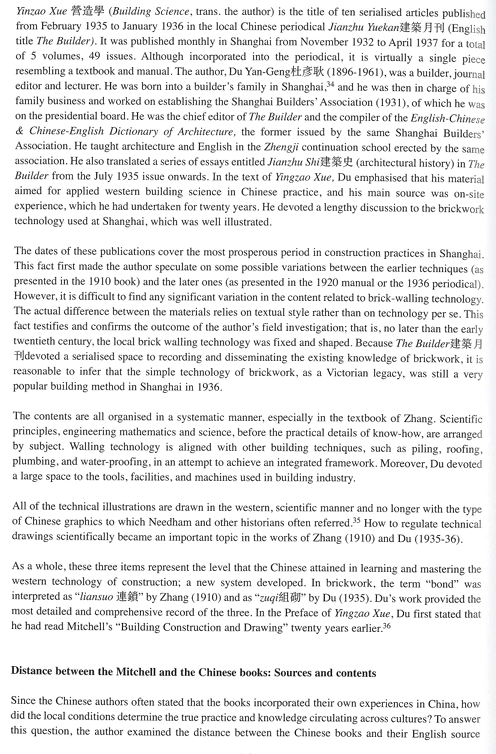 Yinzao Xue 營造學 (Building Science, trans. the author) is the title of ten serialised articles published
from February 1935 to January 1936 in the local Chinese periodical Jianzhu Yuekan建築月刊 (English
title The Builder). It was published monthly in Shanghai from November 1932 to April 1937 for a total
of 5 volumes, 49 issues. Although incorporated into the periodical, it is virtually a single piece
resembling a textbook and manual. The author, Du Yan-Geng杜彥耿 (1896-1961), was a builder, journal
editor and lecturer. He was born into a builder's family in Shanghai,34 and he was then in charge of his
family business and worked on establishing the Shanghai Builders' Association (1931), of which he was
on the presidential board. He was the chief editor of The Builder and the compiler of the English-Chinese
& Chinese-English Dictionary of Architecture, the former issued by the same Shanghai Builders'
Association. He taught architecture and English in the Zhengji continuation school erected by the same
association. He also translated a series of essays entitled Jianzhu Shi建築史 (architectural history) in The
Builder from the July 1935 issue onwards. In the text of Yingzao Xue, Du emphasised that his material
aimed for applied western building science in Chinese practice, and his main source was on-site
experience, which he had undertaken for twenty years. He devoted a lengthy discussion to the brickwork
technology used at Shanghai, which was well illustrated.
The dates of these publications cover the most prosperous period in construction practices in Shanghai.
This fact first made the author speculate on some possible variations between the earlier techniques (as
presented in the 1910 book) and the later ones (as presented in the 1920 manual or the 1936 periodical).
However, it is difficult to find any significant variation in the content related to brick-walling technology.
The actual difference between the materials relies on textual style rather than on technology per se. This
fact testifies and confirms the outcome of the author's field investigation; that, no later than the early
twentieth century, the local brick walling technology was fixed and shaped. Because The Builder建築月
刊devoted a serialised space to recording and disseminating the existing knowledge of brickwork, it is
reasonable to infer that the simple technology of brickwork, as a Victorian legacy, was still a very
popular building method in Shanghai in 1936.
The contents are all organised in a systematic manner, especially in the textbook of Zhang. Scientific
principles, engineering mathematics and science, before the practical details of know-how, are arranged
by subject. Walling technology is aligned with other building techniques, such as piling, roofing,
plumbing, and water-proofing, in an attempt to achieve an integrated framework. Moreover, Du devoted
a large space to the tools, facilities, and machines used in building industry.
All of the technical illustrations are drawn in the western, scientific manner and no longer with the type
of Chinese graphics to which Needham and other historians often referred.35 How to regulate technical
drawings scientifically became an important topic in the works of Zhang (1910) and Du (1935-36).
As a whole, these three items represent the level that the Chinese attained in learning and mastering the
western technology of construction; a new system developed. In brickwork, the term “bond” was
interpreted as “liansuo 連鎖” by Zhang (1910) and as “zuqi組砌” by Du (1935). Du's work provided the
most detailed and comprehensive record of the three. In the Preface of Yingzao Xue, Du first stated that
he had read Mitchell's “Building Construction and Drawing” twenty years earlier.36
Distance between the Mitchell and the Chinese books: Sources and contents
Since the Chinese authors often stated that the books incorporated their own experiences in China, how
did the local conditions determine the true practice and knowledge circulating across cultures? To answer
this question, the author examined the distance between the Chinese books and their English source